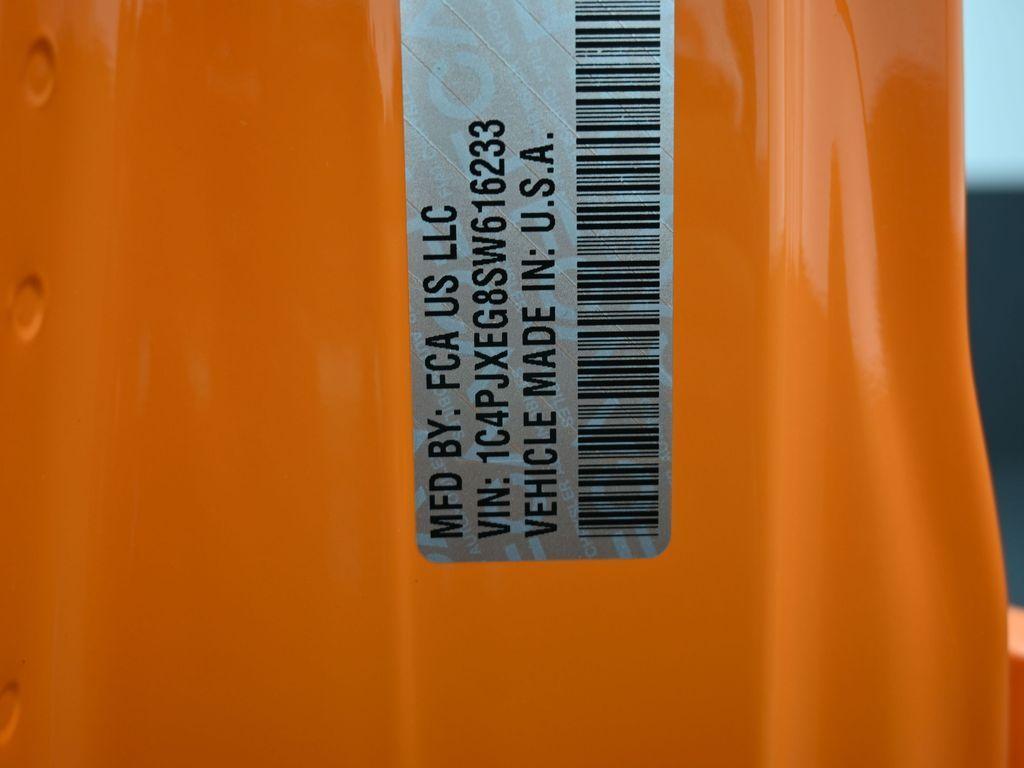 MFD BY: FCA US LLC
VIN: 1C4PJXEG8SW616233
VEHICLE MADE IN: U.S.A.